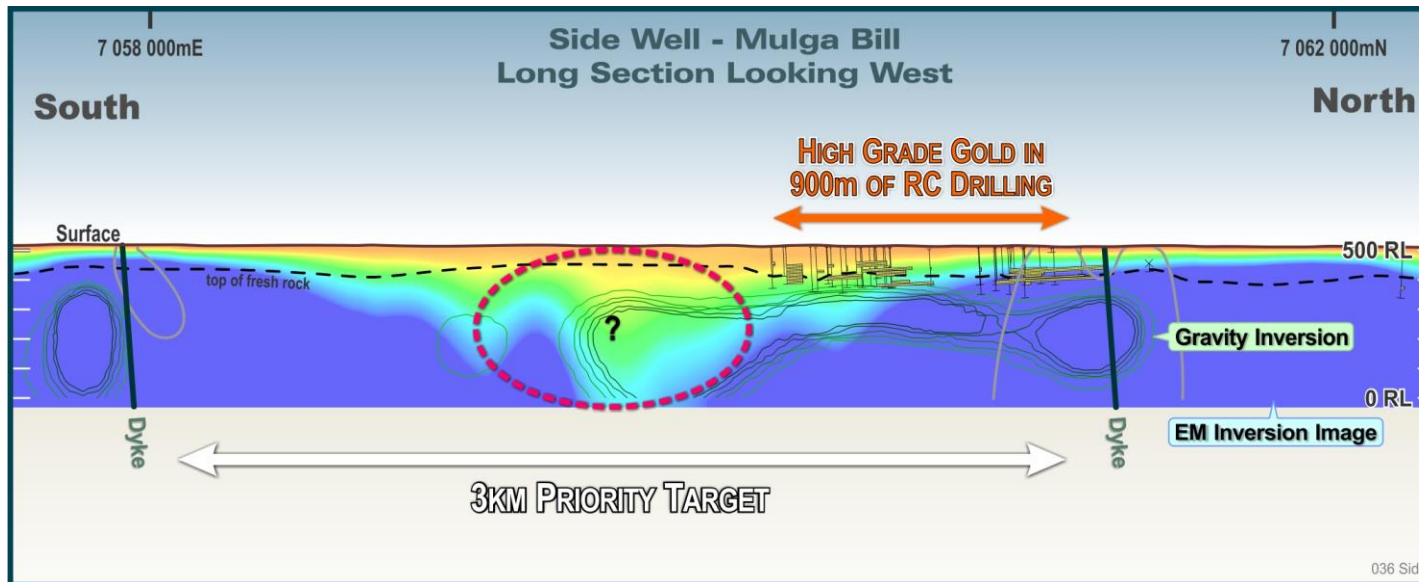 7 058 000mE
Side Well - Mulga Bill
7 062 000mN
Long Section Looking West
South
North
HIGH GRADE GOLD IN
900m OF RC DRILLING
Surface
500 RL
top of fresh rock
?
Gravity Inversion
0 RL
Dyke
Dyke
EM Inversion Image
3KM PRIORITY TARGET
036 Sid